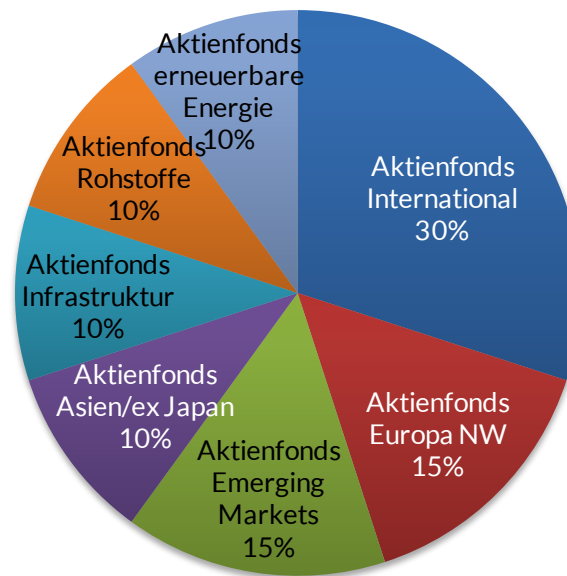 Aktienfonds
International
30%
Aktienfonds
Europa NW
15%
Aktienfonds
Emerging
Markets
15%
Aktienfonds
Asien/ex Japan
10%
Aktienfonds
Infrastruktur
10%
Aktienfonds
Rohstoffe
10%
Aktienfonds
erneuerbare
Energie
10%